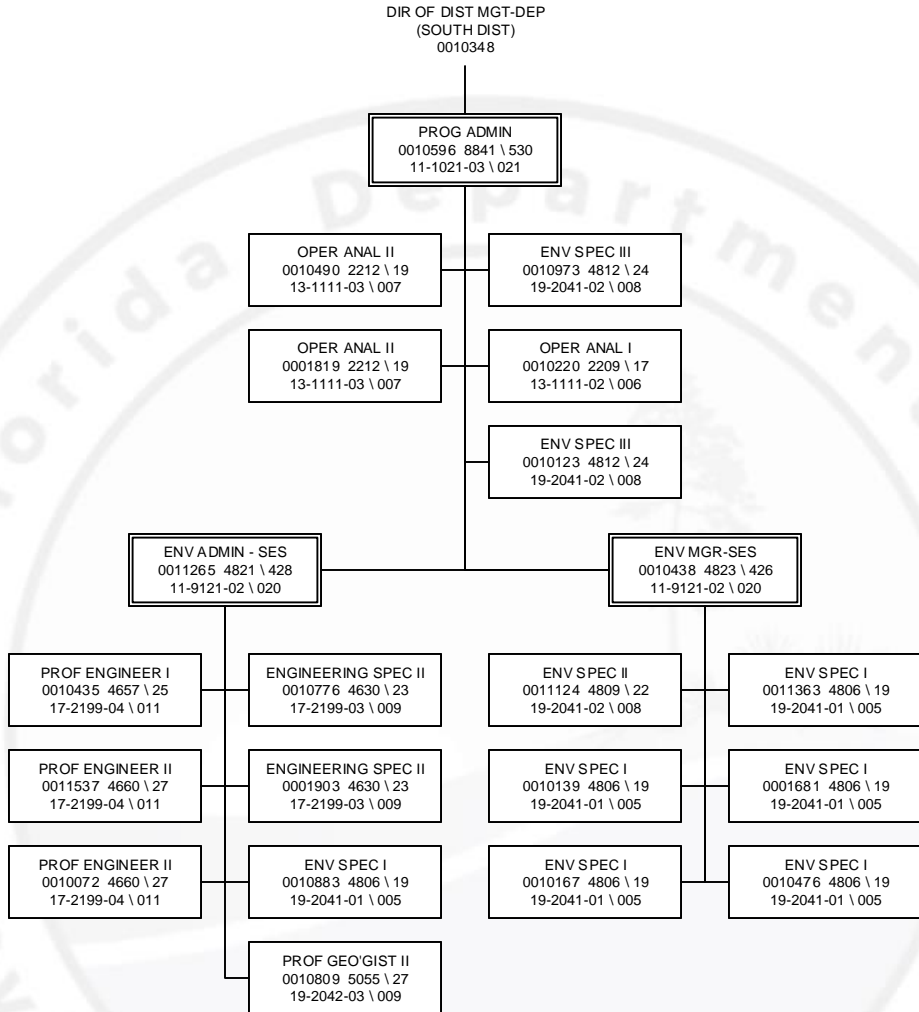 DIR OF DIST MGT-DEP
(SOUTH DIST)
0010348
PROG ADMIN
0010596 8841 \ 530
11-1021-03 \ 021
OPER ANAL II
0010490 2212 \ 19
13-1111-03 \ 007
ENV SPEC III
0010973 4812 \ 24
19-2041-02 \ 008
OPER ANAL II
0001819 2212 \ 19
13-1111-03 \ 007
OPER ANAL I
0010220 2209 \ 17
13-1111-02 \ 006
ENV SPEC III
0010123 4812 \ 24
19-2041-02 \ 008
ENV ADMIN - SES
0011265 4821 \ 428
11-9121-02 \ 020
ENV MGR-SES
0010438 4823 \ 426
11-9121-02 \ 020
PROF ENGINEER I
0010435 4657 \ 25
17-2199-04 \ 011
ENGINEERING SPEC II
0010776 4630 \ 23
17-2199-03 \ 009
ENV SPEC II
0011124 4809 \ 22
19-2041-02 \ 008
ENV SPEC I
0011363 4806 \ 19
19-2041-01 \ 005
PROF ENGINEER II
0011537 4660 \ 27
17-2199-04 \ 011
ENGINEERING SPEC II
0001903 4630 \ 23
17-2199-03 \ 009
ENV SPEC I
0010139 4806 \ 19
19-2041-01 \ 005
ENV SPEC I
0001681 4806 \ 19
19-2041-01 \ 005
PROF ENGINEER II
0010072 4660 \ 27
17-2199-04 \ 011
ENV SPEC I
0010883 4806 \ 19
19-2041-01 \ 005
ENV SPEC I
0010167 4806 \ 19
19-2041-01 \ 005
ENV SPEC I
0010476 4806 \ 19
19-2041-01 \ 005
PROF GEO'GIST II
0010809 5055 \ 27
19-2042-03 \ 009